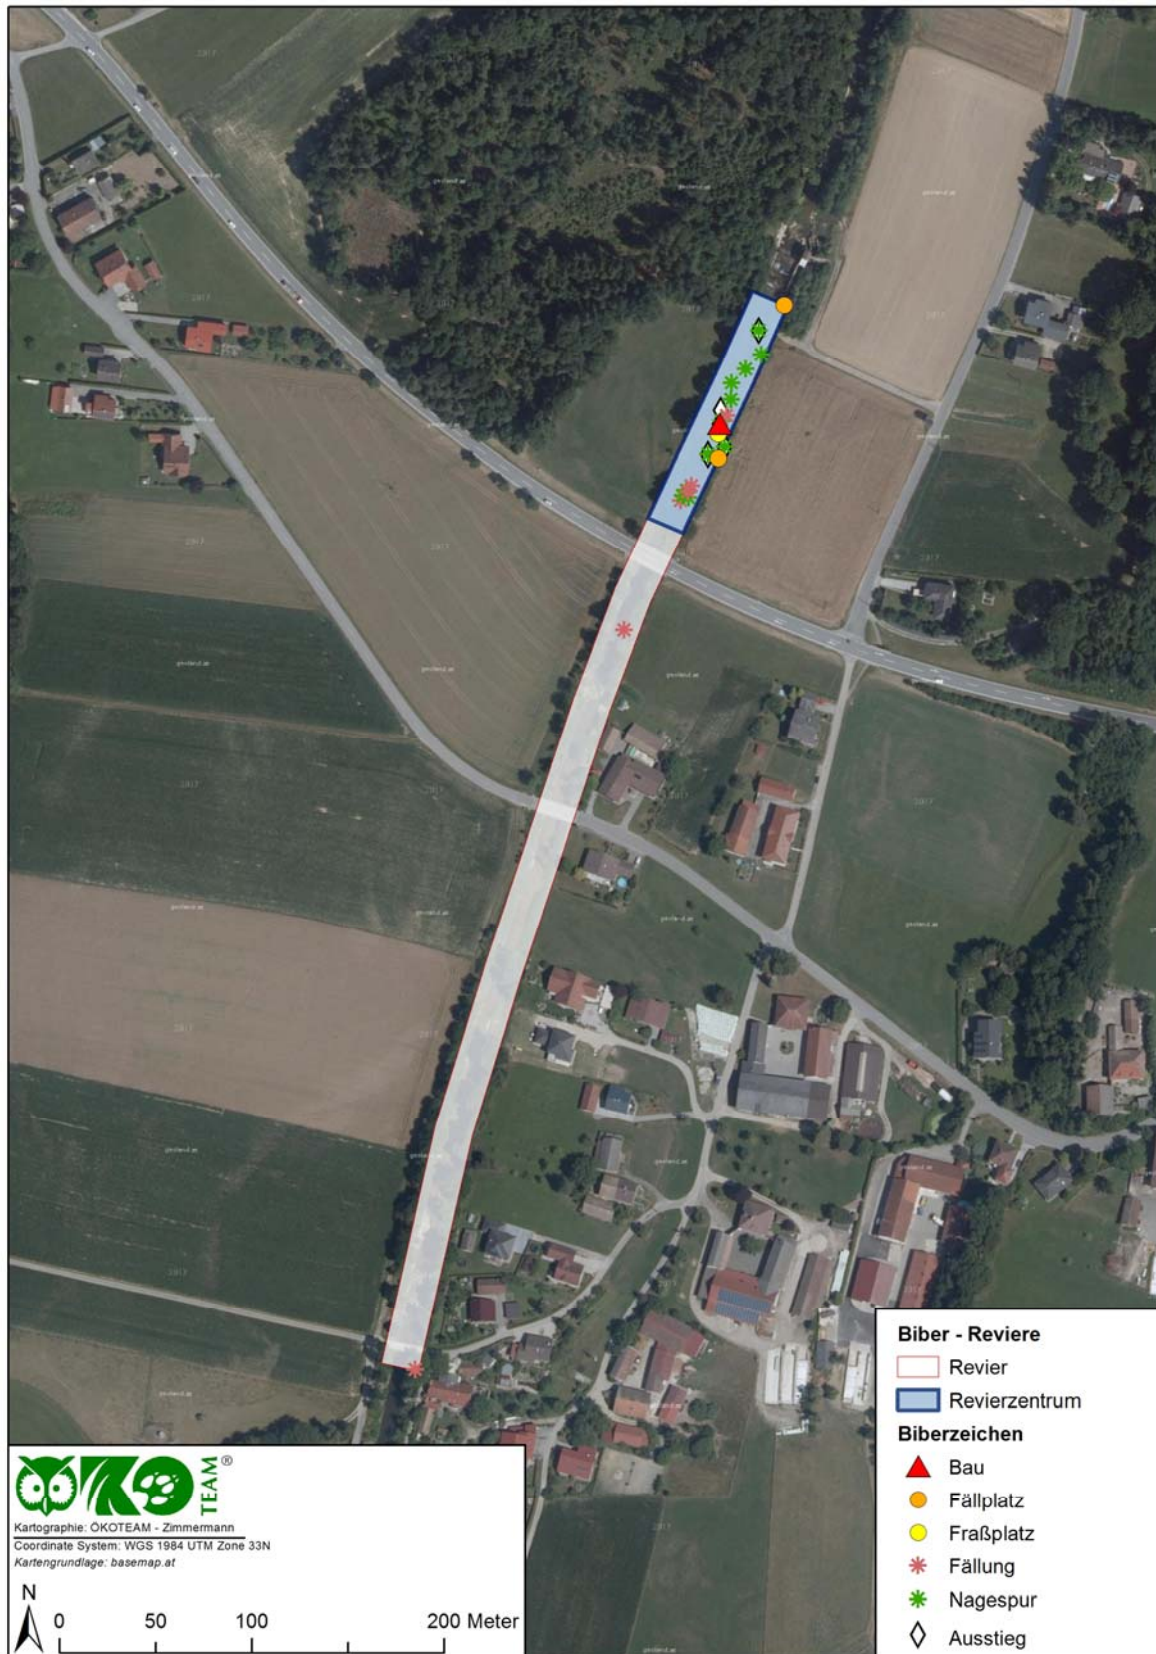 Biber - Reviere
Revier
Revierzentrum
Biberzeichen
Bau
Fällplatz
Fraßplatz
Fällung
Nagespur
Ausstieg
ÖKO TEAM®
Kartographie: ÖKOTEAM - Zimmermann
Coordinate System: WGS 1984 UTM Zone 33N
Kartengrundlage: basemap.at
N
0 50 100 200 Meter